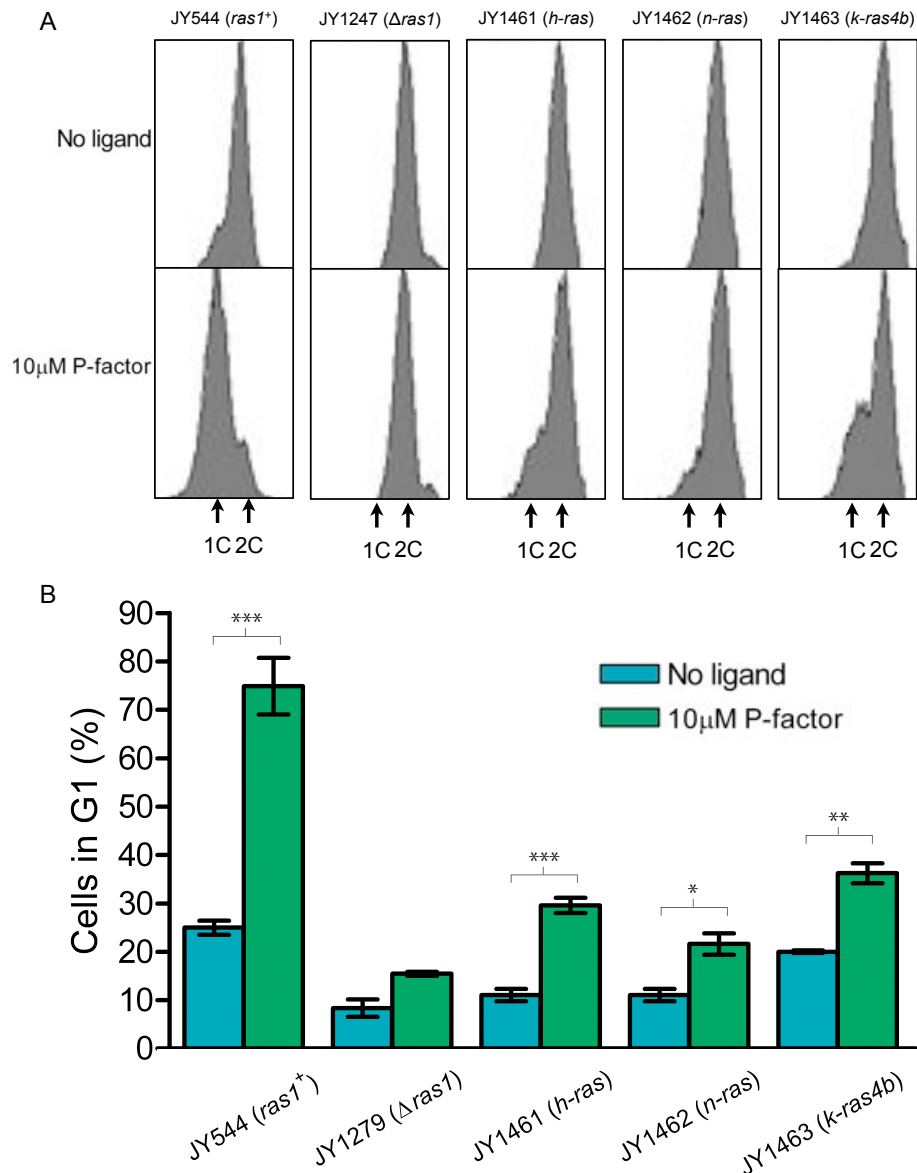 A
JY544 (ras1+) JY1247 (Δras1) JY1461 (h-ras) JY1462 (n-ras) JY1463 (k-ras4b)
No ligand
10µM P-factor
1C 2C 1C 2C 1C 2C 1C 2C 1C 2C
B
Cells in G1 (%)
90
80
70
60
50
40
30
20
10
0
*** *** * **
No ligand
10µM P-factor
JY544 (ras1+) JY1279 (Δras1) JY1461 (h-ras) JY1462 (n-ras) JY1463 (k-ras4b)